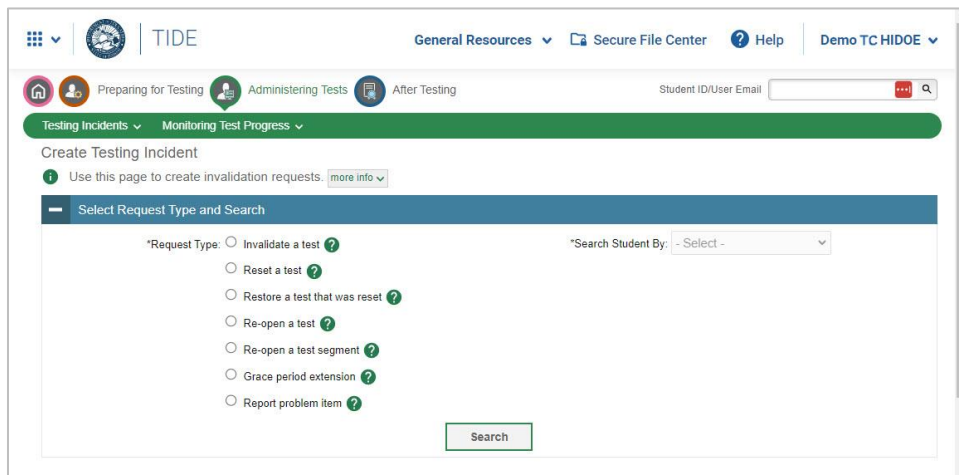 TIDE General Resources Secure File Center ? Help Demo TC HIDOE
Preparing for Testing Administering Tests After Testing Student ID/User Email
Testing Incidents Monitoring Test Progress
Create Testing Incident
i Use this page to create invalidation requests. more info
Select Request Type and Search
*Request Type: Invalidate a test ? *Search Student By: - Select -
Reset a test ?
Restore a test that was reset ?
Re-open a test ?
Re-open a test segment ?
Grace period extension ?
Report problem item ?
Search